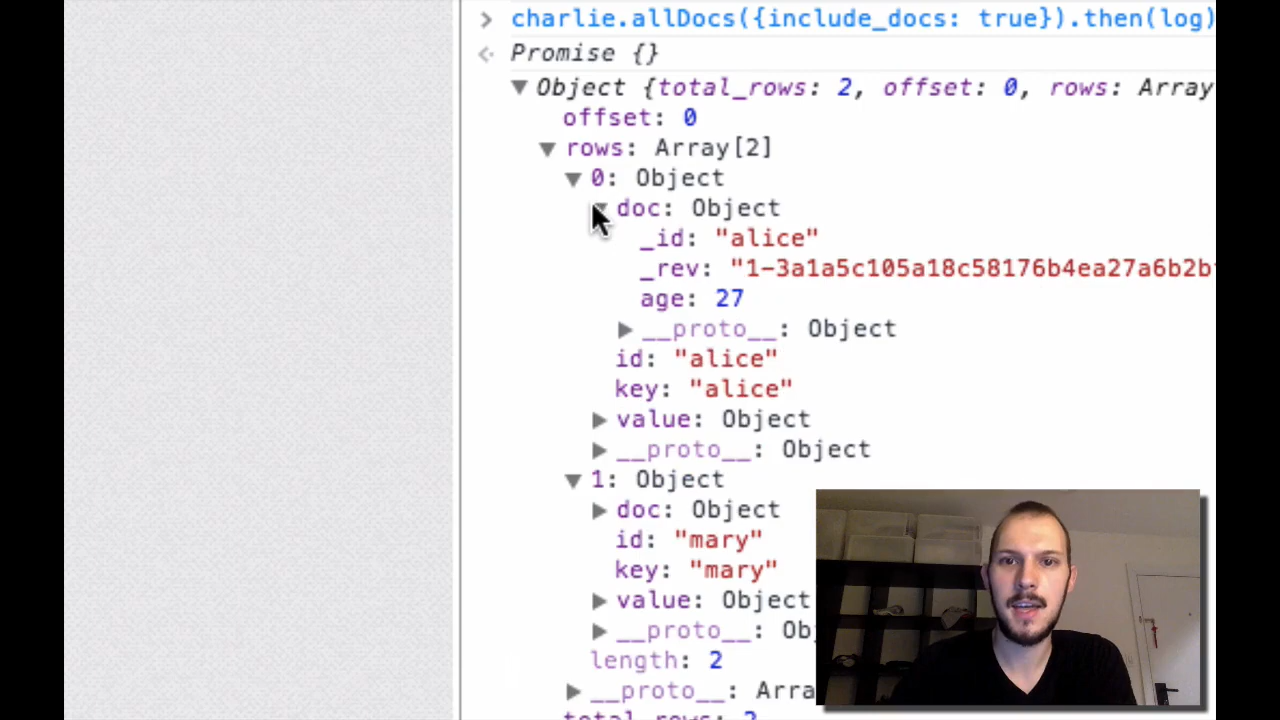 charlie.allDocs({include_docs: true}).then(log)
Promise {}
Object {total_rows: 2, offset: 0, rows: Array
offset: 0
rows: Array[2]
0: Object
doc: Object
_id: "alice"
_rev: "1-3a1a5c105a18c58176b4ea27a6b2b
age: 27
__proto__: Object
id: "alice"
key: "alice"
value: Object
__proto__: Object
1: Object
doc: Object
id: "mary"
key: "mary"
value: Object
__proto__: Ob
length: 2
__proto__: Arra
total_rows: 2